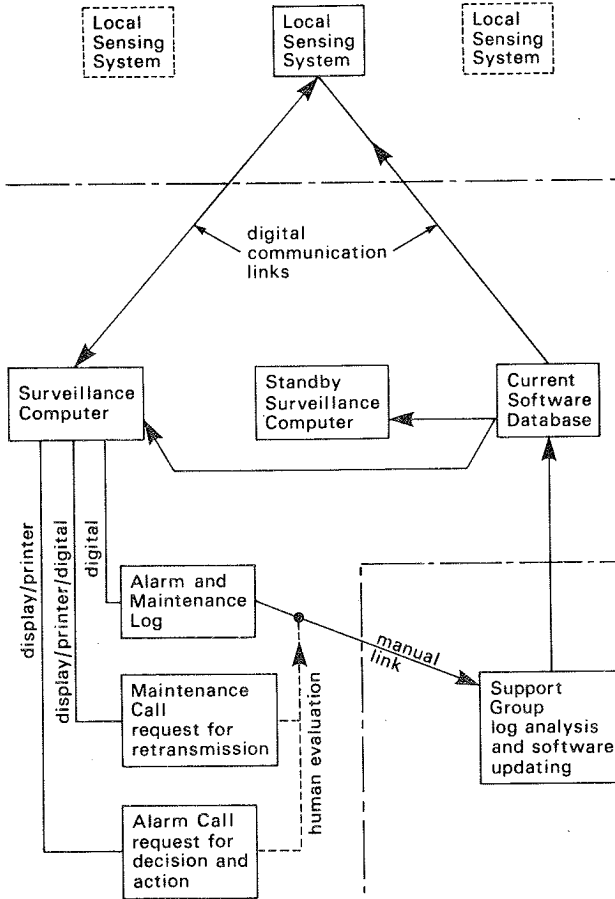 Local
Sensing
System
Local
Sensing
System
Local
Sensing
System
digital
communication
links
Surveillance
Computer
Standby
Surveillance
Computer
Current
Software
Database
display/printer
display/printer/digital
digital
Alarm and
Maintenance
Log
manual
link
Maintenance
Call
request for
retransmission
human evaluation
Support
Group
log analysis
and software
updating
Alarm Call
request for
decision and
action